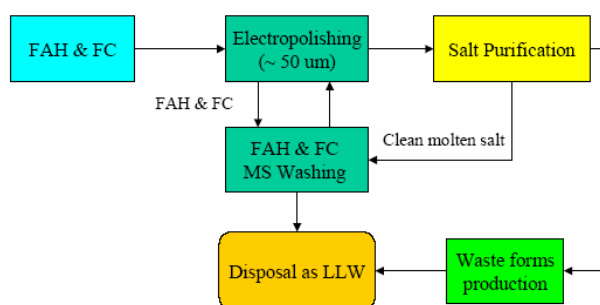 FAH & FC
Electropolishing
(~ 50 um)
Salt Purification
FAH & FC
Clean molten salt
FAH & FC
MS Washing
Disposal as LLW
Waste forms
production